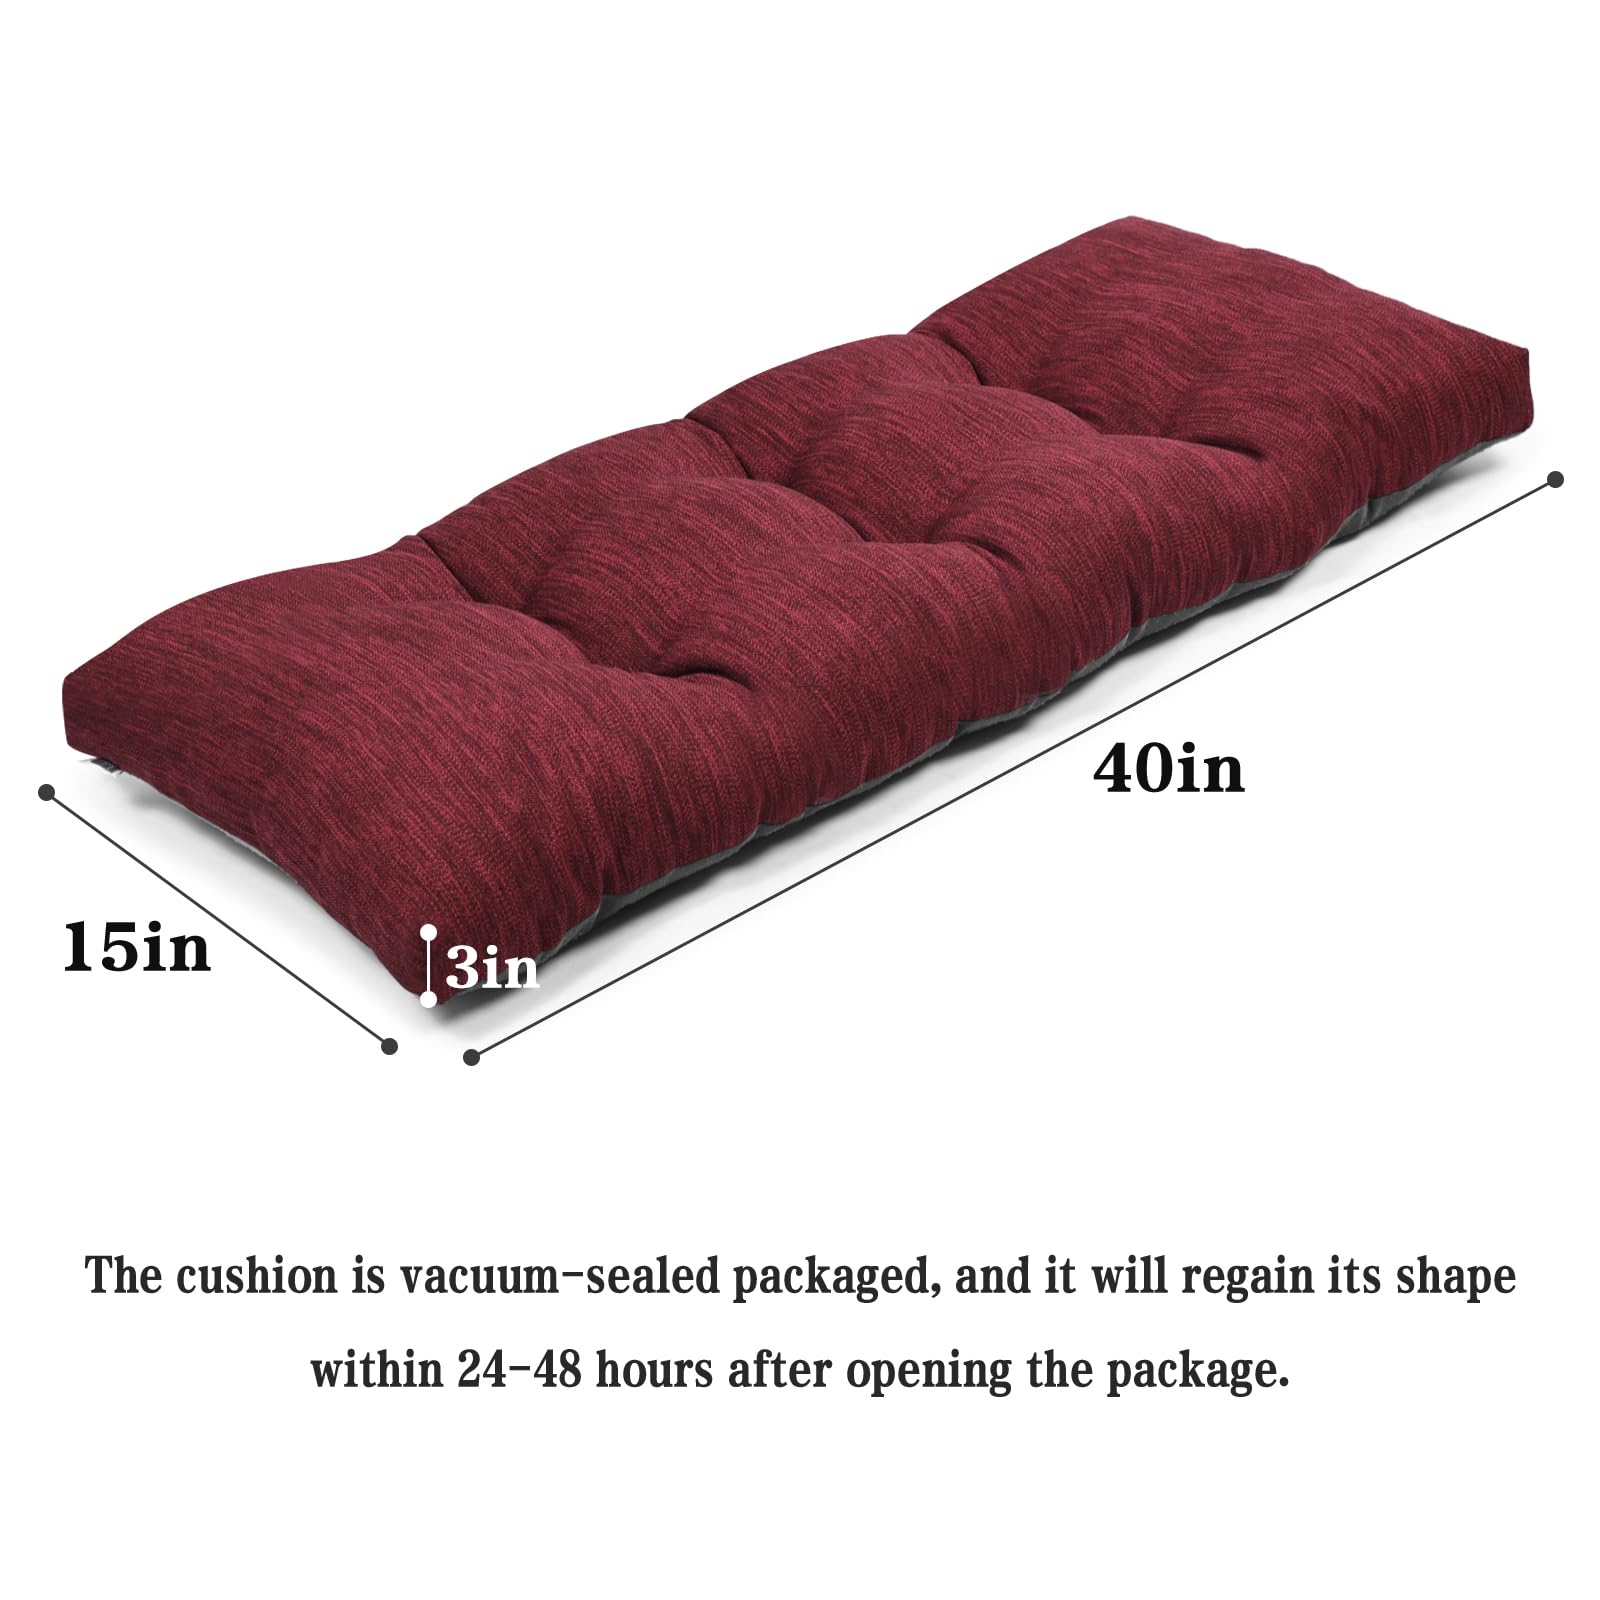 40in
15in
3in
The cushion is vacuum-sealed packaged, and it will regain its shape
within 24-48 hours after opening the package.